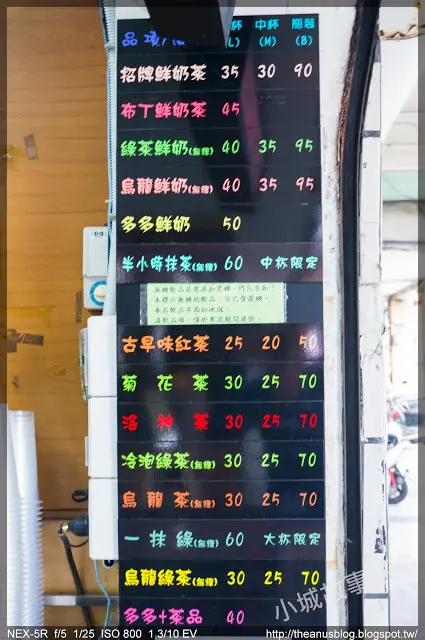 品 項/
杯 中杯 瓶裝
(L) (M) (B)
招牌鮮奶茶 35 30 90
布丁鮮奶茶 45
綠茶鮮奶(無糖) 40 35 95
烏龍鮮奶(無糖) 40 35 95
多多鮮奶 50
半小時抹茶(無糖) 60 中杯限定
古早味紅茶 25 20 50
菊花茶 30 25 70
洛神茶 30 25 70
冷泡綠茶(無糖) 30 25 70
烏龍茶(無糖) 30 25 70
一抹綠(無糖) 60 大杯限定
烏龍綠茶(無糖) 30 25 70
多多+茶品 40
小城故事
NEX-5R f/5 1/25 ISO 800 1 3/10 EV
http://theanusblog.blogspot.tw/